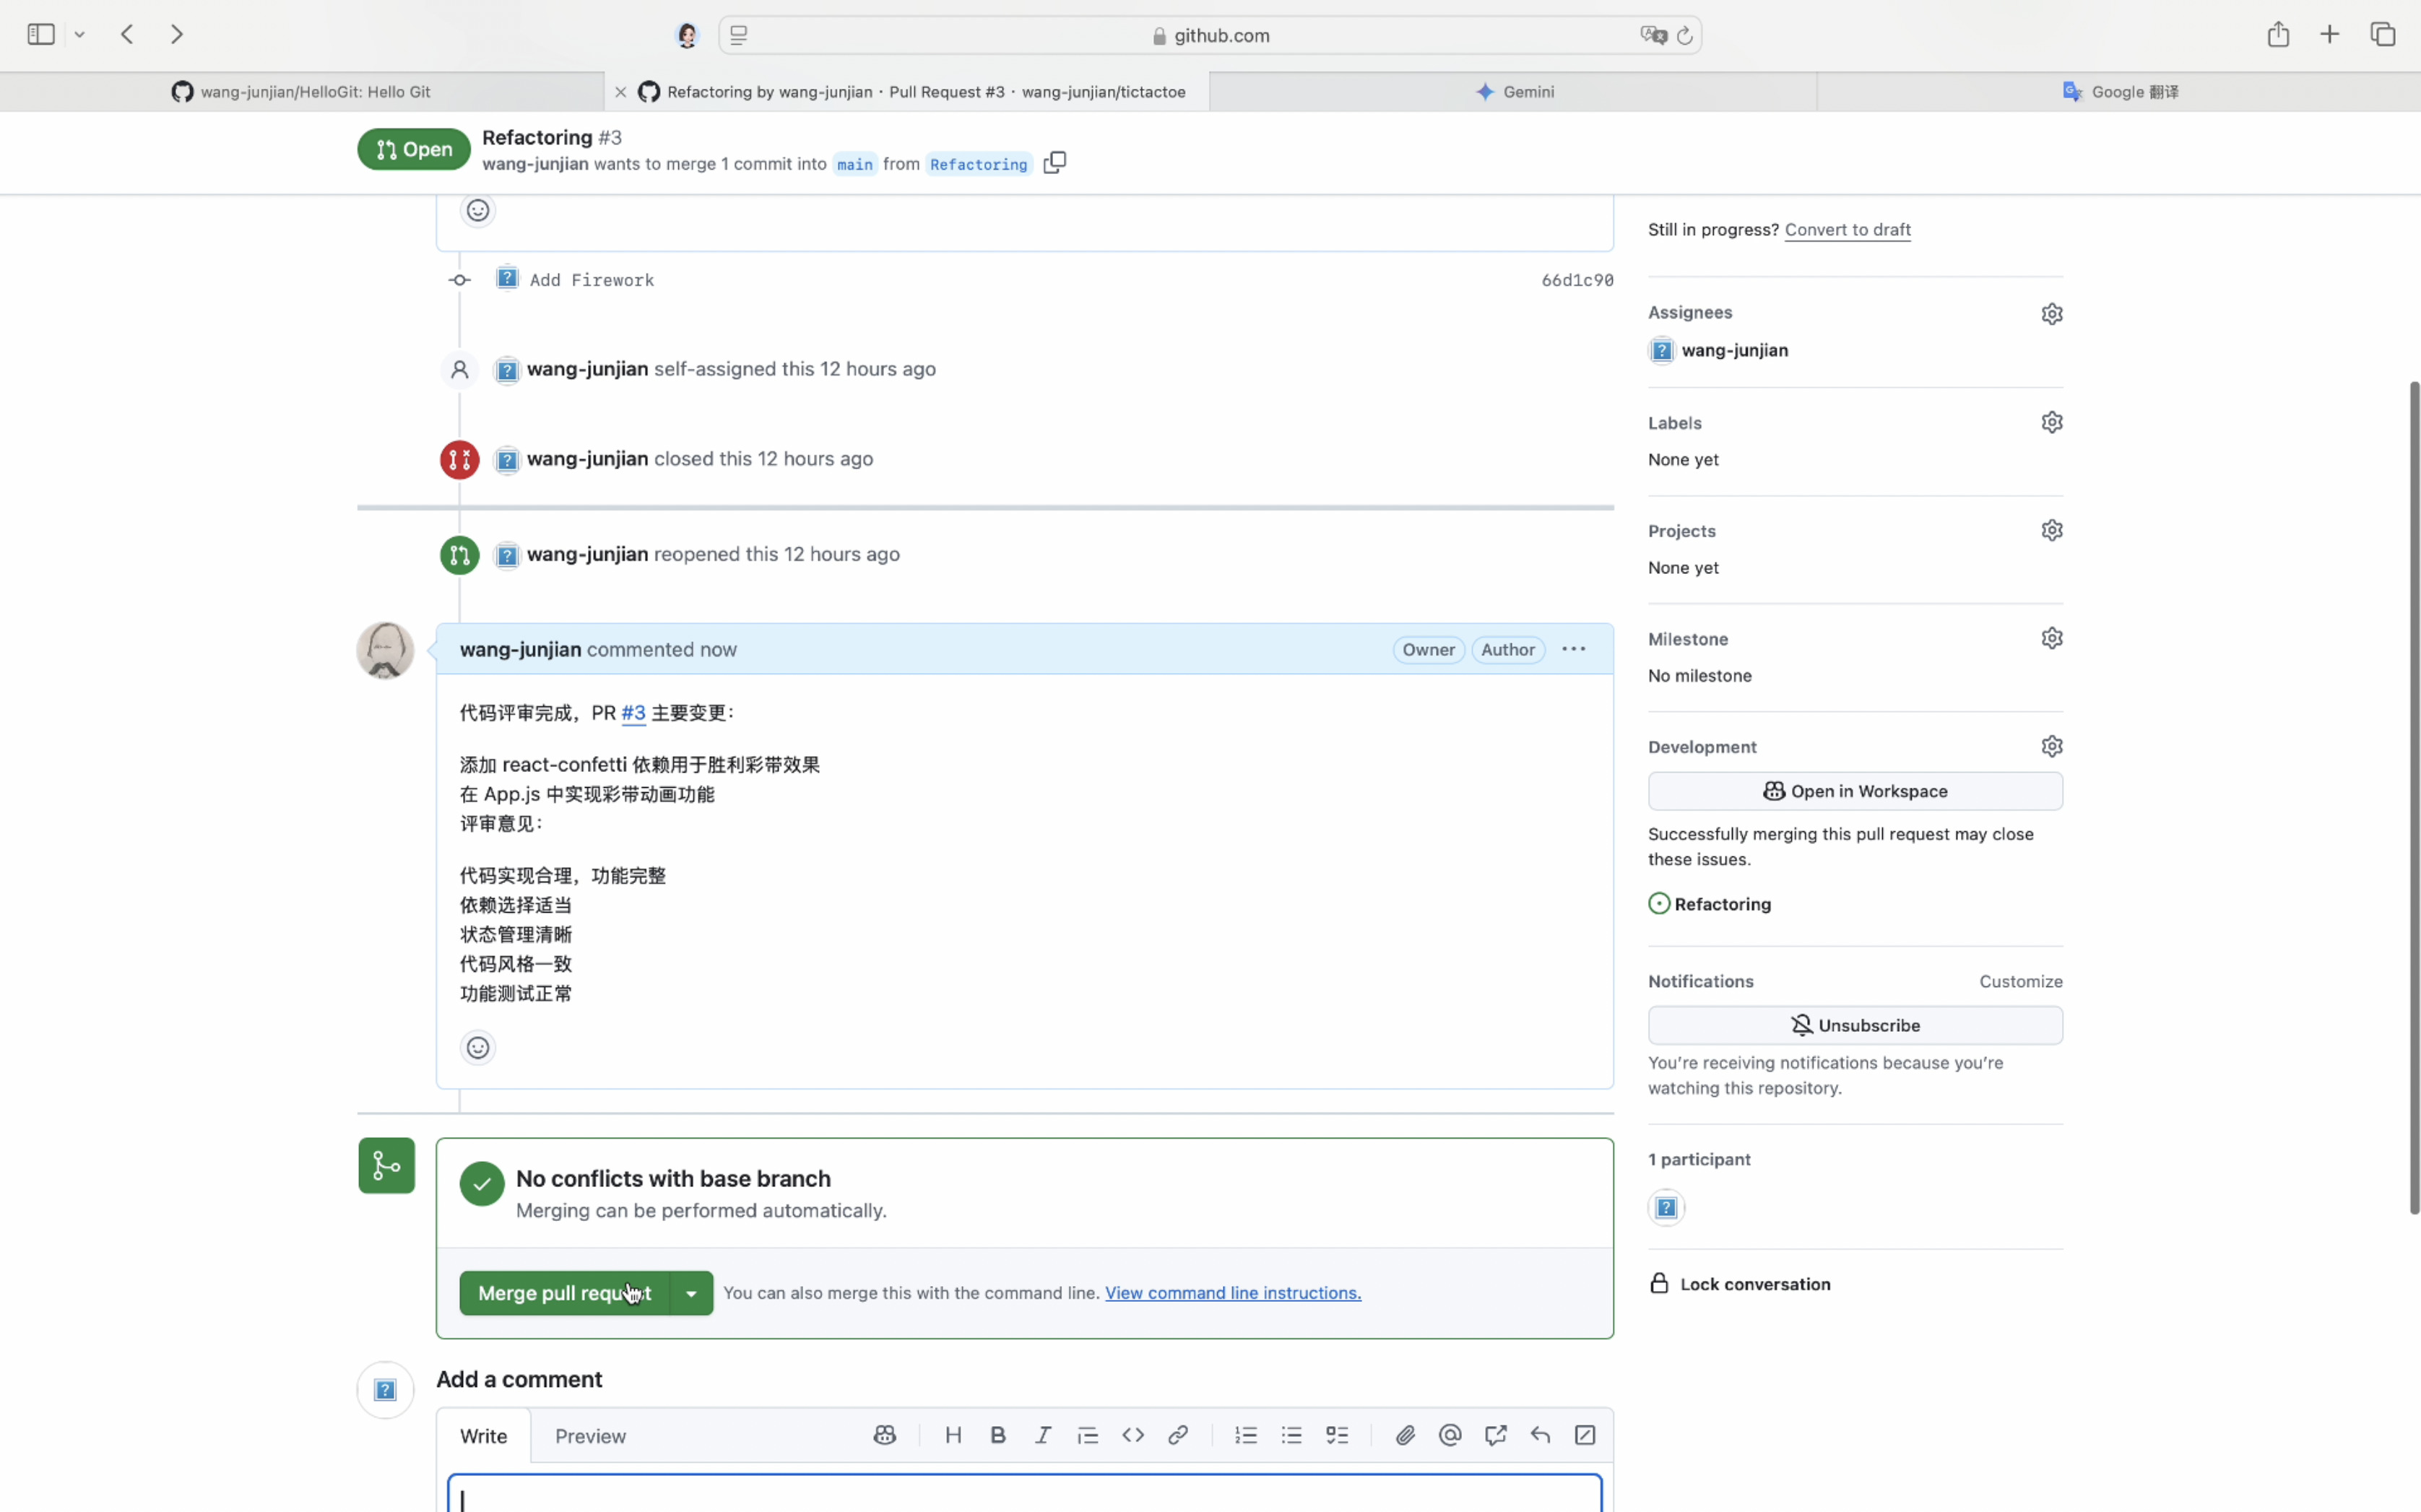 github.com
wang-junjian/HelloGit: Hello Git
Refactoring by wang-junjian · Pull Request #3 · wang-junjian/tictactoe
Gemini
Google 翻译
Open
Refactoring #3
wang-junjian wants to merge 1 commit into main from Refactoring
Still in progress? Convert to draft
Add Firework 66d1c90
Assignees
wang-junjian
wang-junjian self-assigned this 12 hours ago
Labels
None yet
wang-junjian closed this 12 hours ago
Projects
None yet
wang-junjian reopened this 12 hours ago
Milestone
No milestone
wang-junjian commented now
Owner Author
代码评审完成，PR #3 主要变更：
添加 react-confetti 依赖用于胜利彩带效果
在 App.js 中实现彩带动画功能
评审意见：
代码实现合理，功能完整
依赖选择适当
状态管理清晰
代码风格一致
功能测试正常
Development
Open in Workspace
Successfully merging this pull request may close
these issues.
Refactoring
Notifications Customize
Unsubscribe
You're receiving notifications because you're
watching this repository.
1 participant
Lock conversation
No conflicts with base branch
Merging can be performed automatically.
Merge pull request
You can also merge this with the command line. View command line instructions.
Add a comment
Write Preview